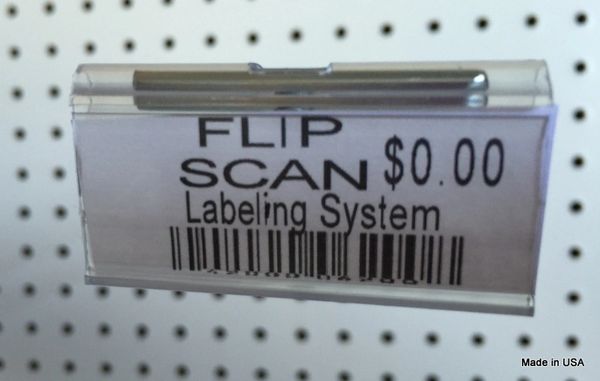 FLIP
SCAN $0.00
Labeling System
Made in USA